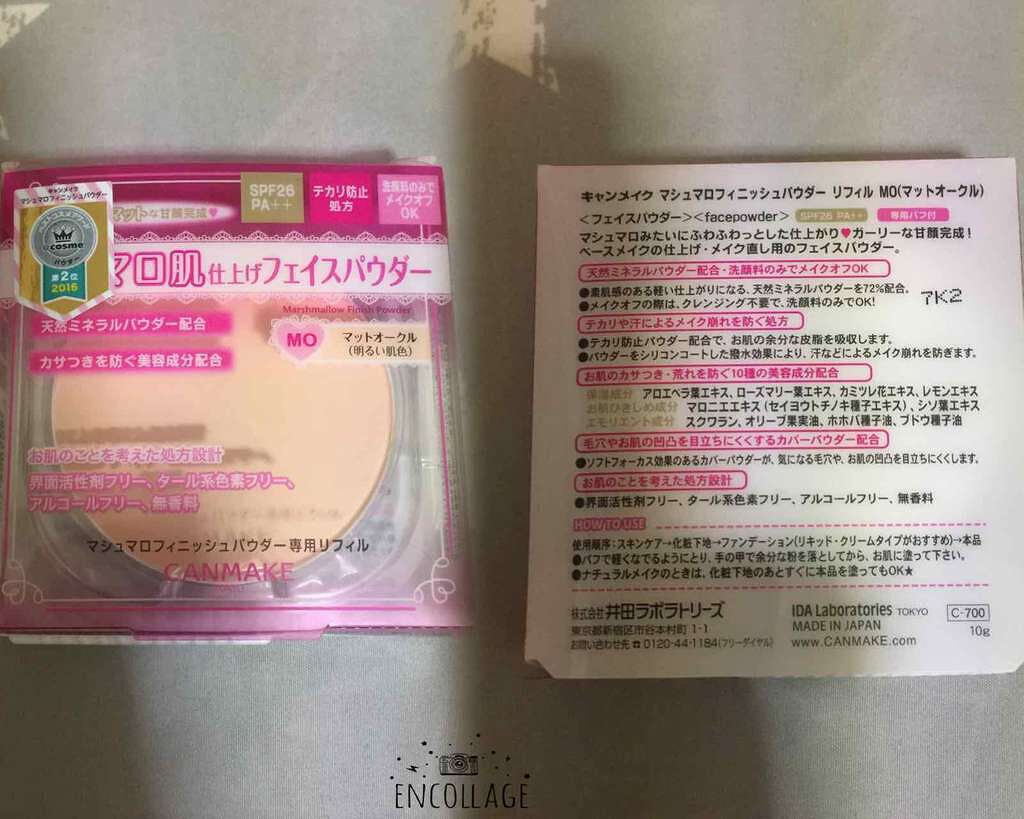 キャンメイク
マシュマロフィニッシュパウダー
@cosme
パウダー
第2位
2016
マットな甘顔完成♥
SPF26
PA++
テカリ防止
処方
洗顔料のみで
メイクオフ
OK
マロ肌仕上げフェイスパウダー
Marshmallow Finish Powder
天然ミネラルパウダー配合
カサつきを防ぐ美容成分配合
MO
マットオークル
(明るい肌色)
お肌のことを考えた処方設計
界面活性剤フリー、タール系色素フリー、
アルコールフリー、無香料
マシュマロフィニッシュパウダー専用リフィル
CANMAKE
キャンメイク マシュマロフィニッシュパウダー リフィル MO(マットオークル)
<フェイスパウダー><facepowder> SPF26 PA++ 専用パフ付
マシュマロみたいにふわふわっとした仕上がり♥ガーリーな甘顔完成!
ベースメイクの仕上げ・メイク直し用のフェイスパウダー。
天然ミネラルパウダー配合・洗顔料のみでメイクオフOK
●素肌感のある軽い仕上がりになる、天然ミネラルパウダーを72%配合。
●メイクオフの際は、クレンジング不要で、洗顔料のみでOK!
7K2
テカリや汗によるメイク崩れを防ぐ処方
●テカリ防止パウダー配合で、お肌の余分な皮脂を吸収します。
●パウダーをシリコンコートした撥水効果により、汗などによるメイク崩れを防ぎます。
お肌のカサつき・荒れを防ぐ10種の美容成分配合
保湿成分 アロエベラ葉エキス、ローズマリー葉エキス、カミツレ花エキス、レモンエキス
お肌ひきしめ成分 マロニエエキス(セイヨウトチノキ種子エキス)、シソ葉エキス
エモリエント成分 スクワラン、オリーブ果実油、ホホバ種子油、ブドウ種子油
毛穴やお肌の凹凸を目立ちにくくするカバーパウダー配合
●ソフトフォーカス効果のあるカバーパウダーが、気になる毛穴や、お肌の凹凸を目立ちにくくします。
お肌のことを考えた処方設計
●界面活性剤フリー、タール系色素フリー、アルコールフリー、無香料
HOW TO USE
使用順序:スキンケア→化粧下地→ファンデーション(リキッド・クリームタイプがおすすめ)→本品
●パフで軽くなでるようにとり、手の甲で余分な粉を落としてから、お肌に塗って下さい。
●ナチュラルメイクのときは、化粧下地のあとすぐに本品を塗ってもOK★
株式会社 井田ラボラトリーズ
東京都新宿区市谷本村町 1-1
お問い合わせ先 ☎ 0120-44-1184(フリーダイヤル)
IDA Laboratories TOKYO
MADE IN JAPAN
www.CANMAKE.com
C-700
10g
ENCOLLAGE